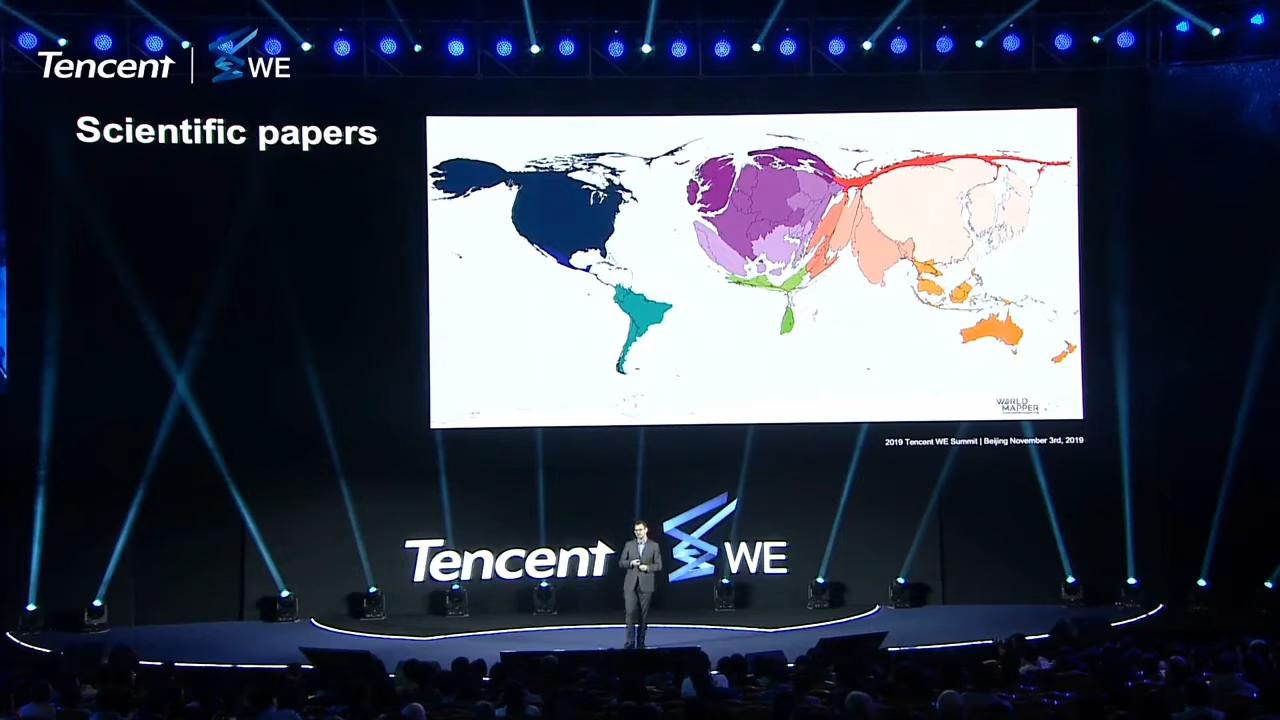 Tencent | WE
Scientific papers
WORLD
MAPPER
2019 Tencent WE Summit | Beijing November 3rd, 2019
Tencent WE